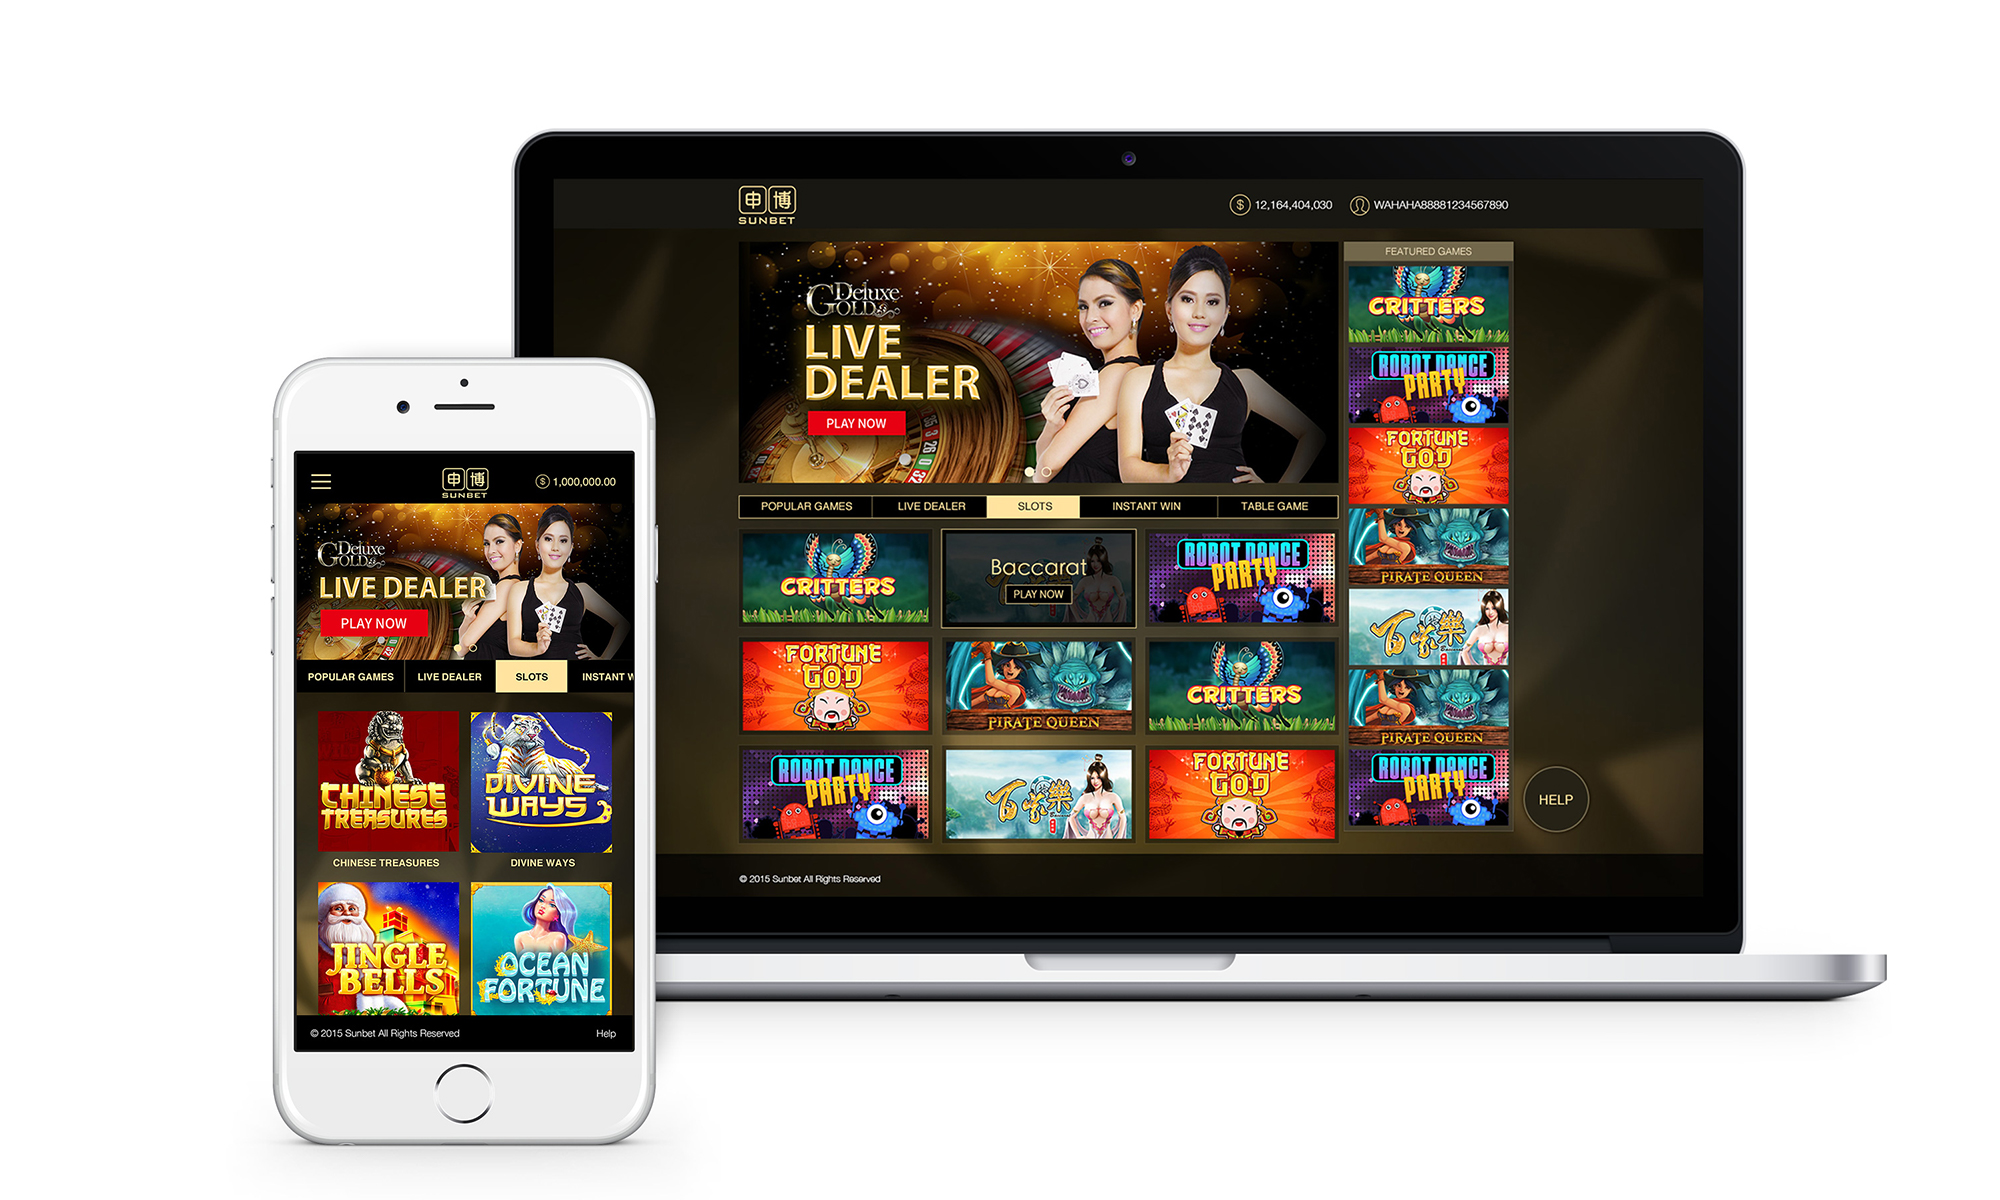 申博
SUNBET
12,164,404,030
WAHAHA88881234567890
Deluxe
GOLD
LIVE
DEALER
PLAY NOW
POPULAR GAMES
LIVE DEALER
SLOTS
INSTANT WIN
TABLE GAME
CRITTERS
Baccarat
PLAY NOW
ROBOT DANCE
PARTY
FORTUNE
GOD
PIRATE QUEEN
CRITTERS
ROBOT DANCE
PARTY
百家樂
Baccarat
FORTUNE
GOD
FEATURED GAMES
CRITTERS
ROBOT DANCE
PARTY
FORTUNE
GOD
PIRATE QUEEN
百家樂
Baccarat
PIRATE QUEEN
ROBOT DANCE
PARTY
HELP
© 2015 Sunbet All Rights Reserved
申博
SUNBET
1,000,000.00
Deluxe
GOLD
LIVE DEALER
PLAY NOW
POPULAR GAMES
LIVE DEALER
SLOTS
INSTANT W
CHINESE
TREASURES
DIVINE
WAYS
CHINESE TREASURES
DIVINE WAYS
JINGLE
BELLS
OCEAN
FORTUNE
© 2015 Sunbet All Rights Reserved
Help